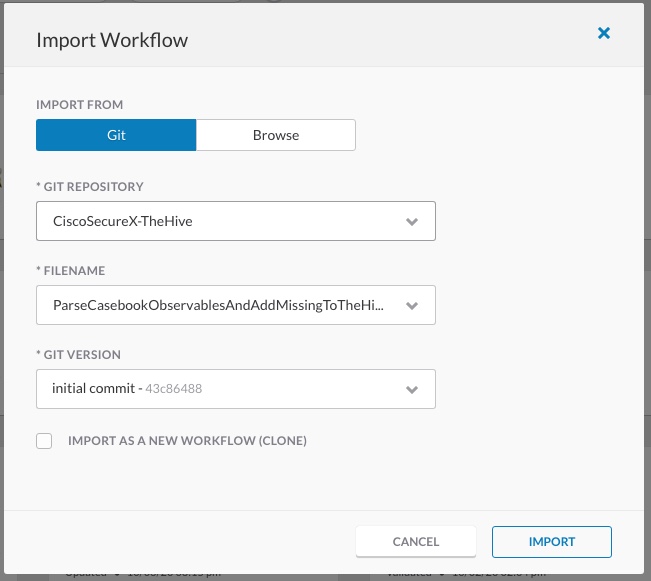 Import Workflow
IMPORT FROM
Git
Browse
* GIT REPOSITORY
CiscoSecureX-TheHive
* FILENAME
ParseCasebookObservablesAndAddMissingToTheHi...
* GIT VERSION
initial commit - 43c86488
IMPORT AS A NEW WORKFLOW (CLONE)
CANCEL
IMPORT